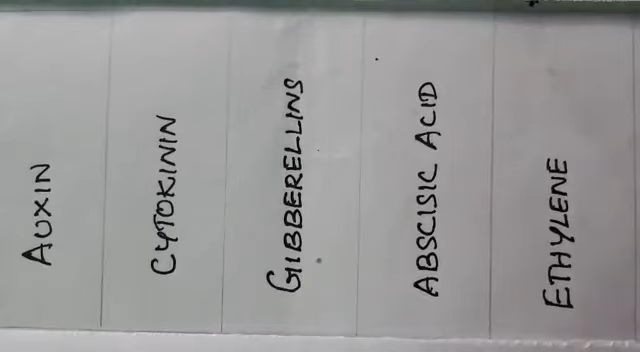 AUXIN
CYTOKININ
GIBBERELLINS
ABSCISIC ACID
ETHYLENE